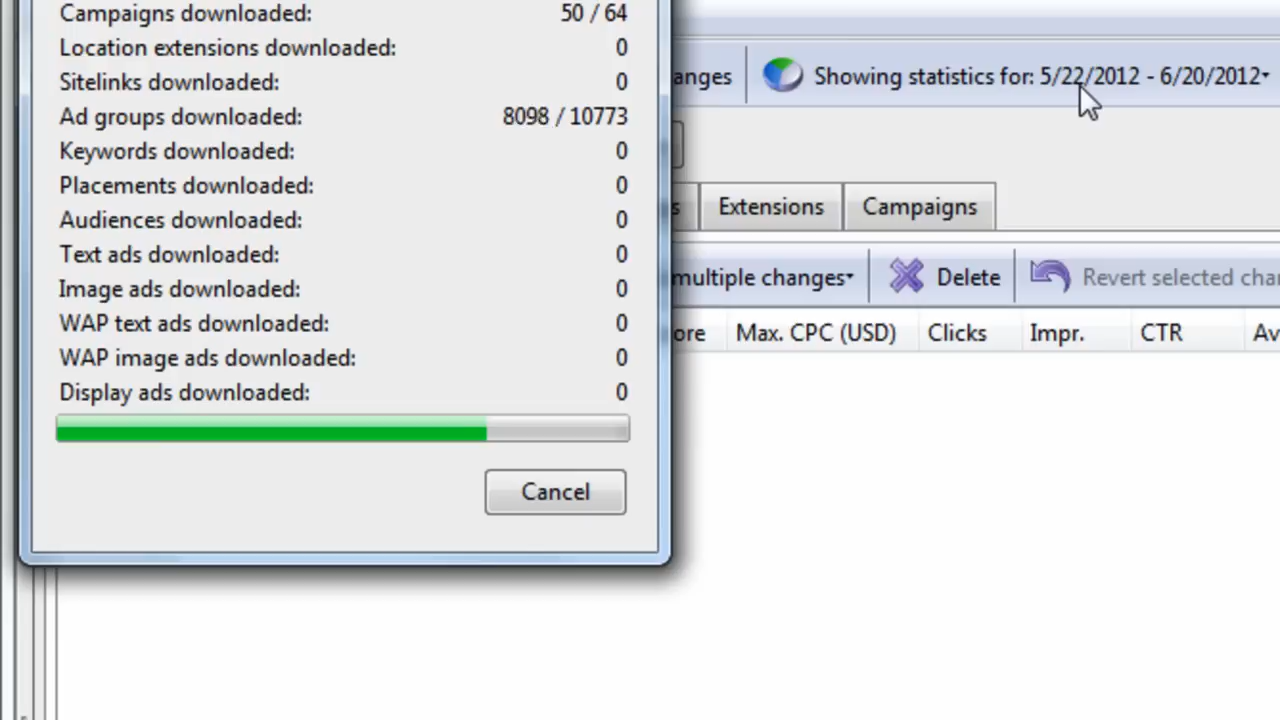 Campaigns downloaded: 50 / 64
Location extensions downloaded: 0
Sitelinks downloaded: 0
Ad groups downloaded: 8098 / 10773
Keywords downloaded: 0
Placements downloaded: 0
Audiences downloaded: 0
Text ads downloaded: 0
Image ads downloaded: 0
WAP text ads downloaded: 0
WAP image ads downloaded: 0
Display ads downloaded: 0
Cancel
anges Showing statistics for: 5/22/2012 - 6/20/2012
s Extensions Campaigns
multiple changes Delete Revert selected cha
ore Max. CPC (USD) Clicks Impr. CTR Av